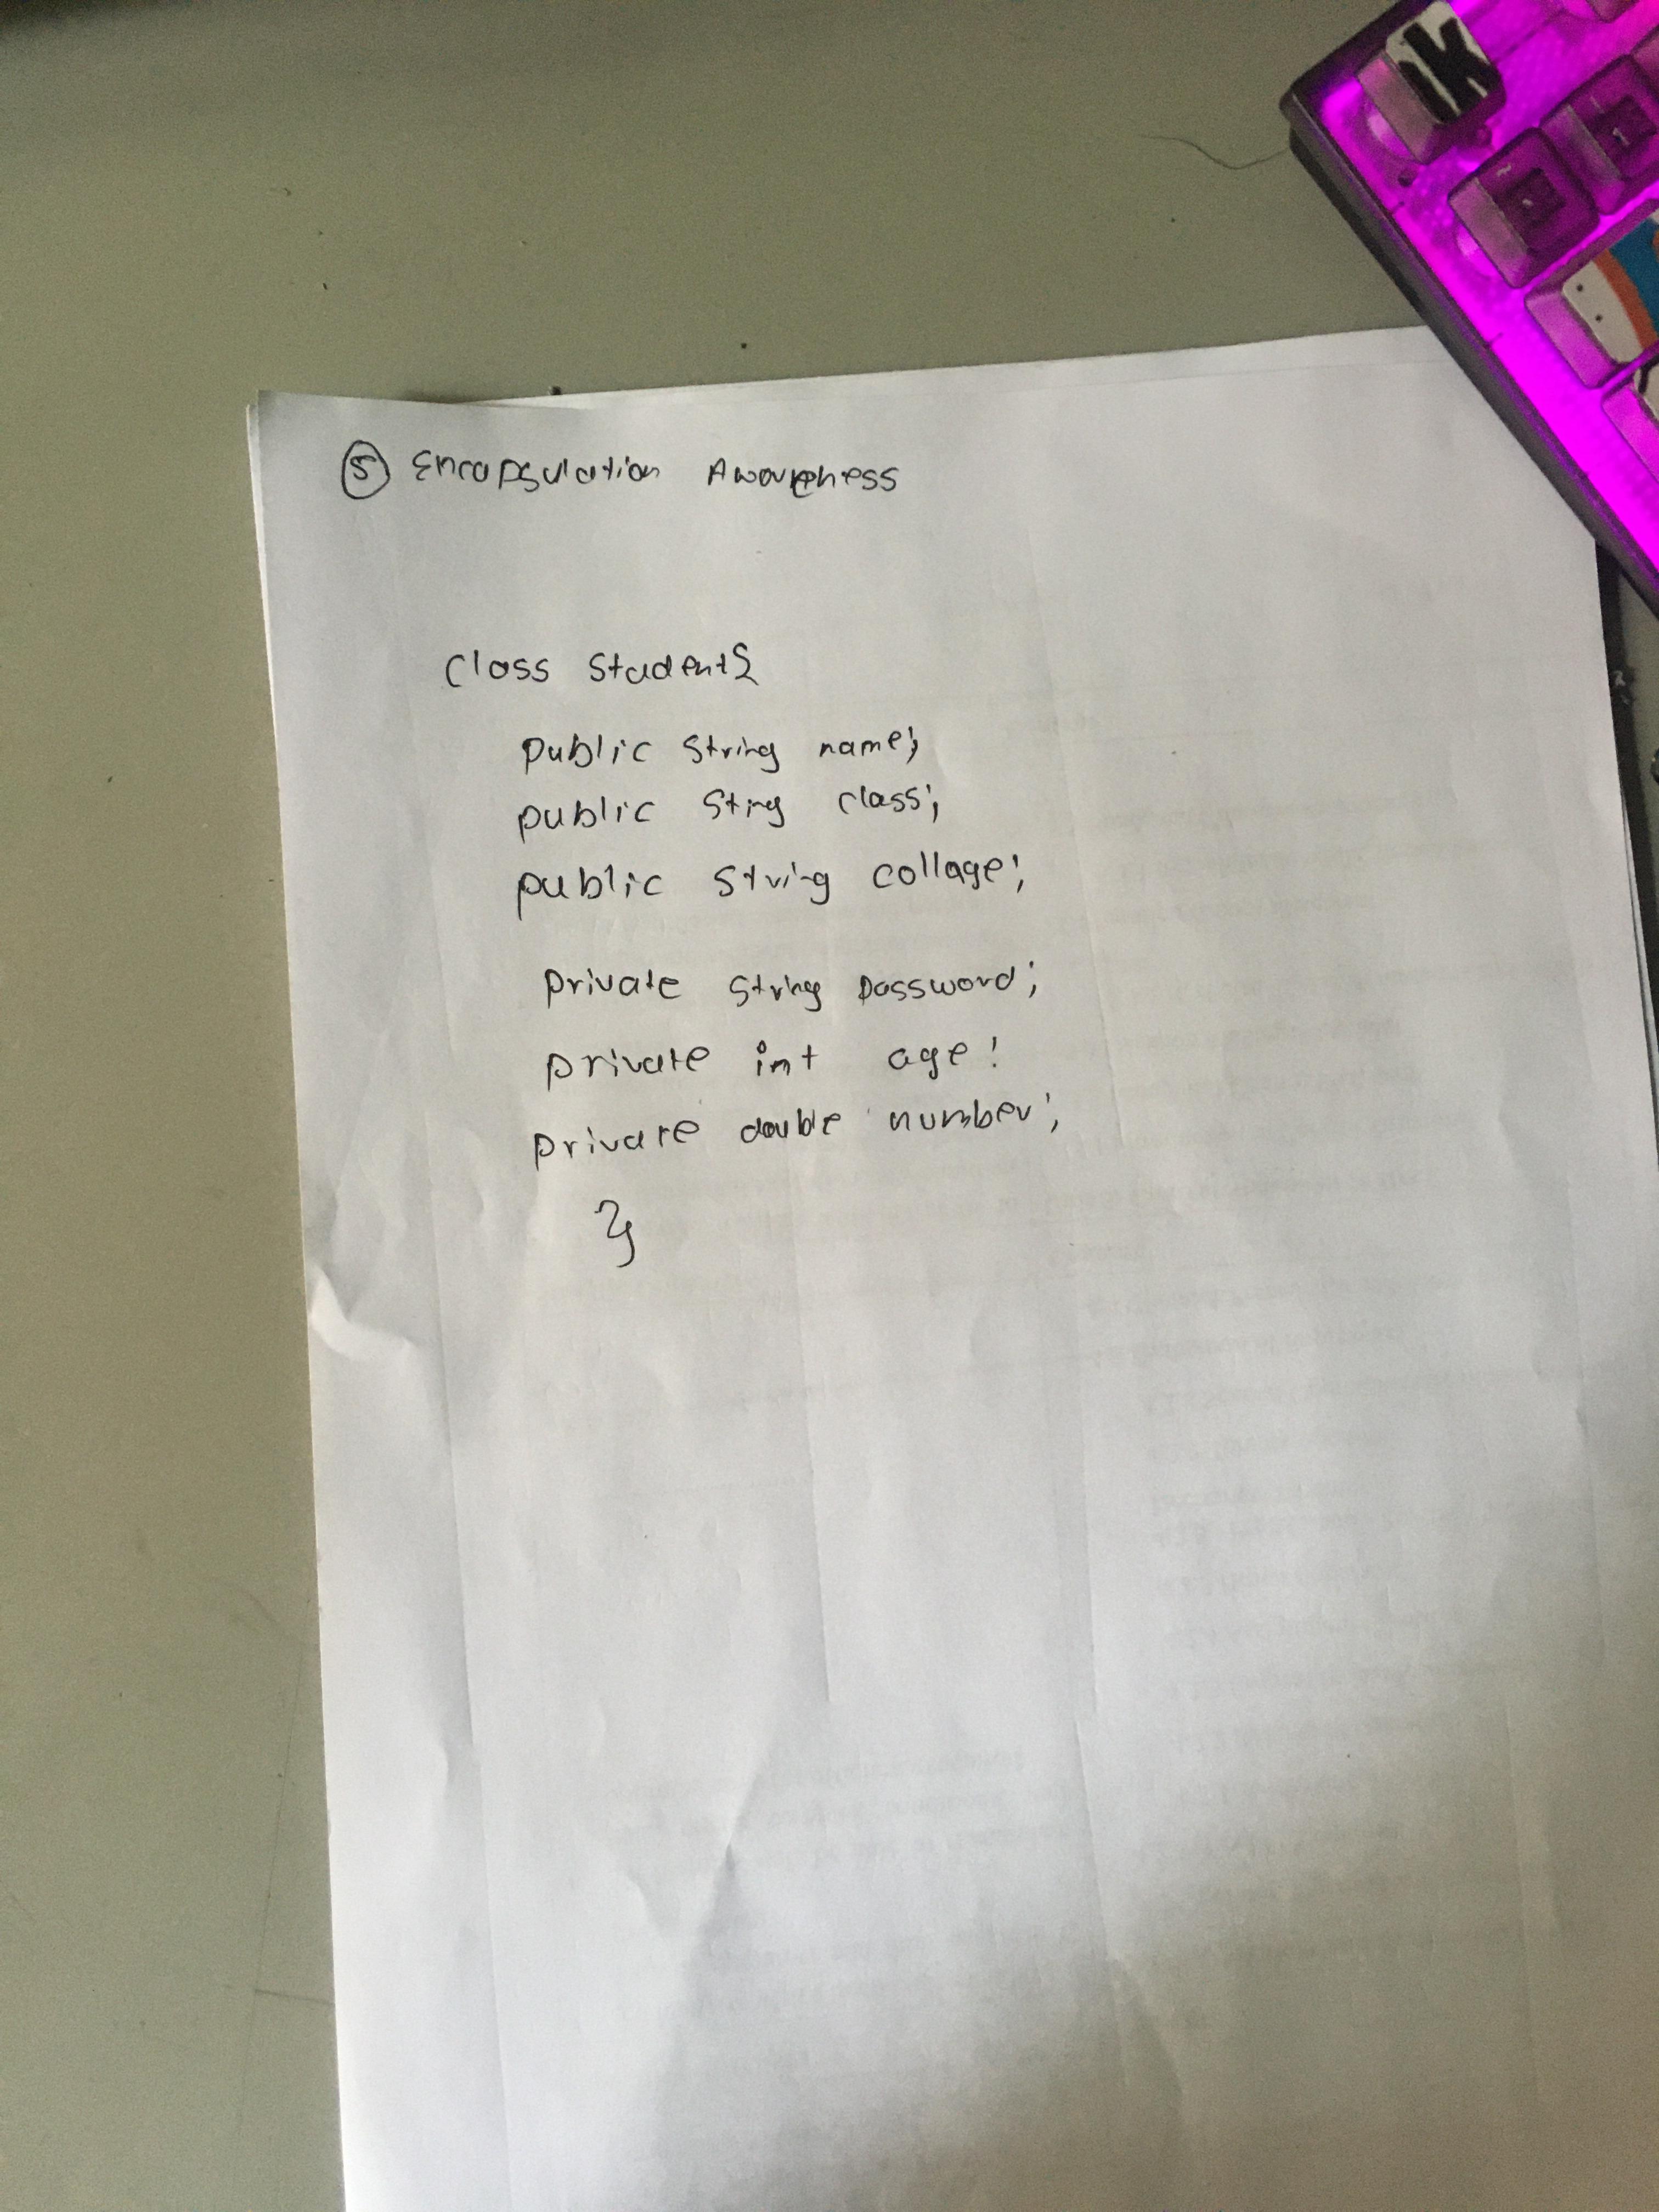 ⑤ Encapsulation Awareness
Class Student{
public String name;
public Stng class;
public String collage;
private String password;
private int age!
private double number;
}